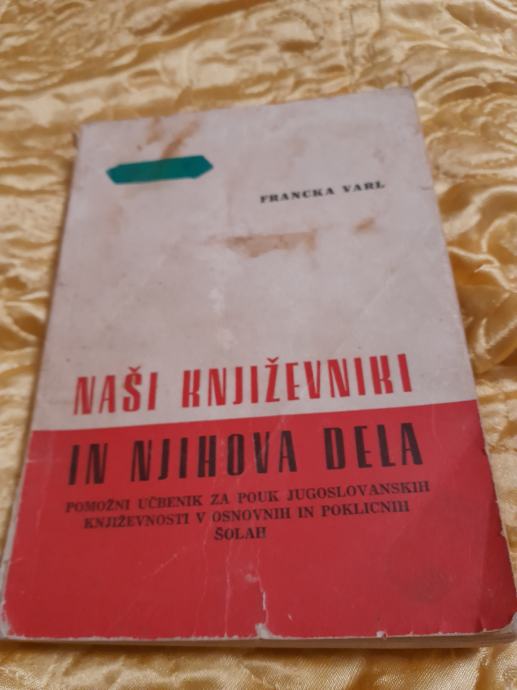 FRANCKA VARL
NAŠI KNJIŽEVNIKI
IN NJIHOVA DELA
POMOŽNI UČBENIK ZA POUK JUGOSLOVANSKIH
KNJIŽEVNOSTI V OSNOVNIH IN POKLICNIH
ŠOLAH